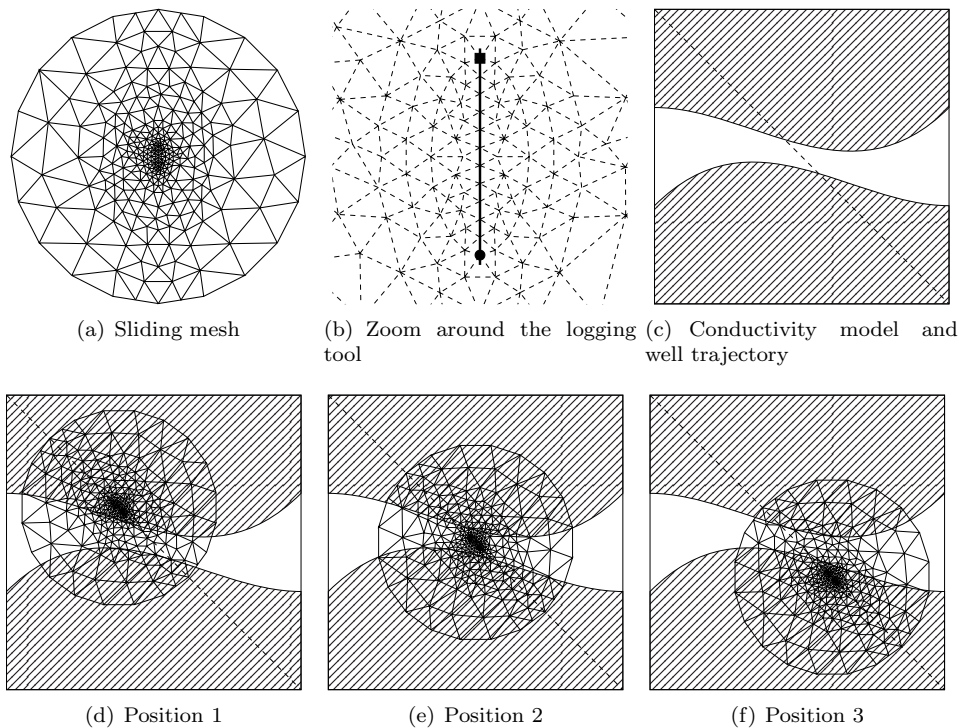 (a) Sliding mesh
(b) Zoom around the logging
tool
(c) Conductivity model and
well trajectory
(d) Position 1
(e) Position 2
(f) Position 3